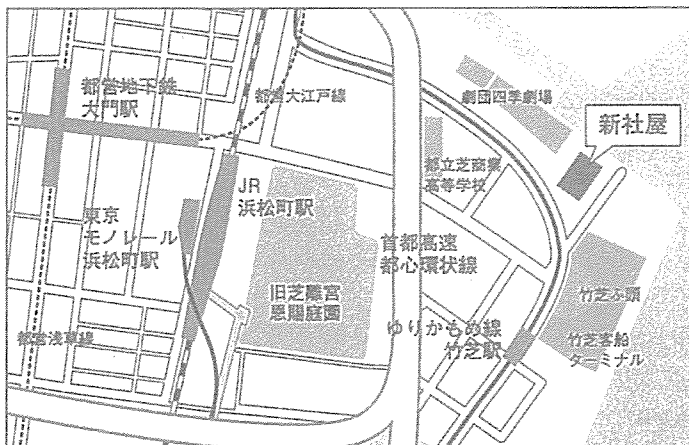 都営地下鉄
大門駅
都営大江戸線
劇団四季劇場
新社屋
都立芝商業
高等学校
JR
浜松町駅
東京
モノレール
浜松町駅
首都高速
都心環状線
旧芝離宮
恩賜庭園
竹芝ふ頭
ゆりかもめ線
竹芝駅
竹芝客船
ターミナル
都営浅草線